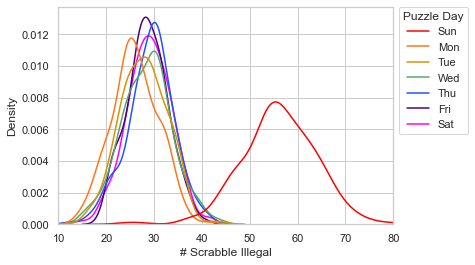 Puzzle Day
Sun
Mon
Tue
Wed
Thu
Fri
Sat
Density
0.012
0.010
0.008
0.006
0.004
0.002
0.000
10 20 30 40 50 60 70 80
# Scrabble Illegal